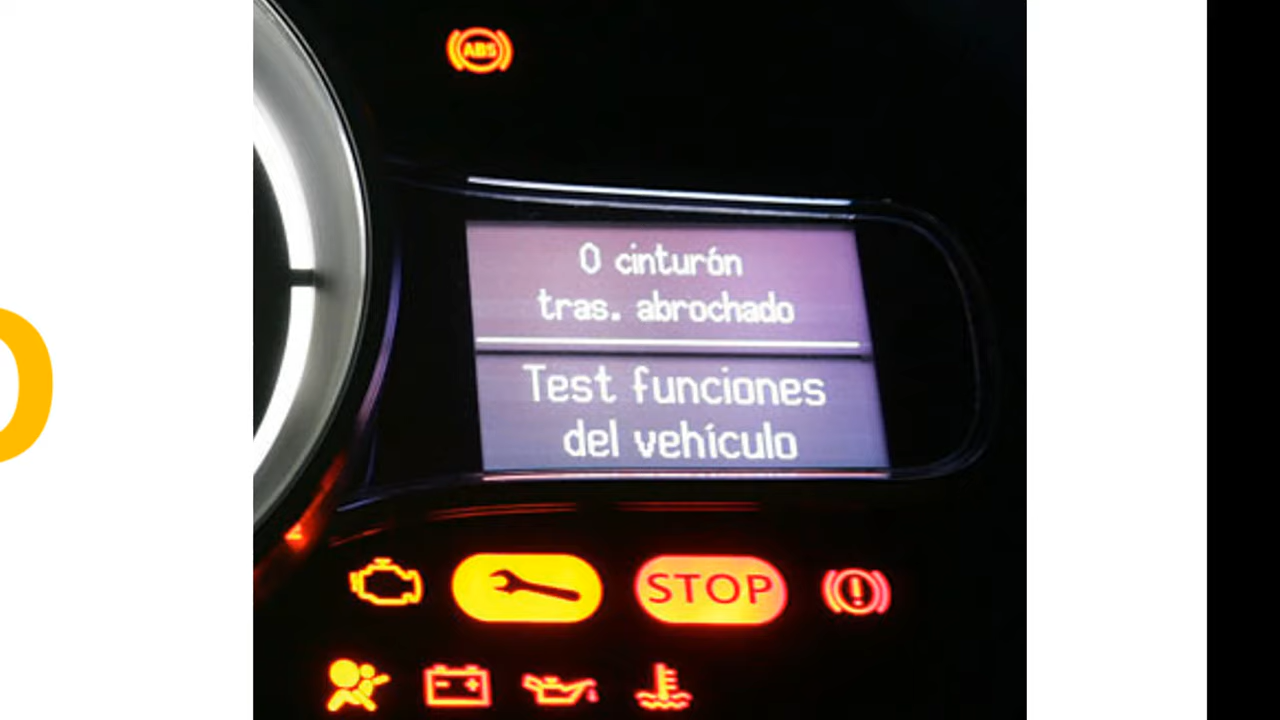 ABS
0 cinturón
tras. abrochado
Test funciones
del vehículo
STOP